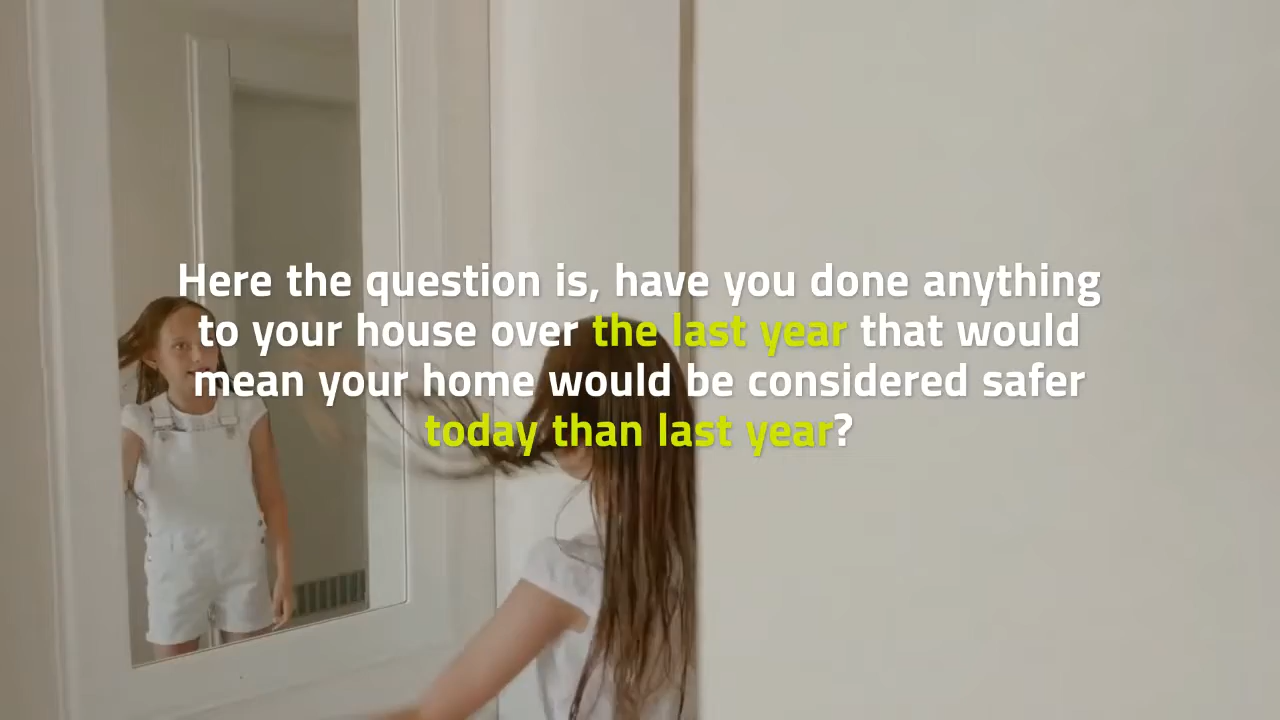 Here the question is, have you done anything
to your house over the last year that would
mean your home would be considered safer
today than last year?